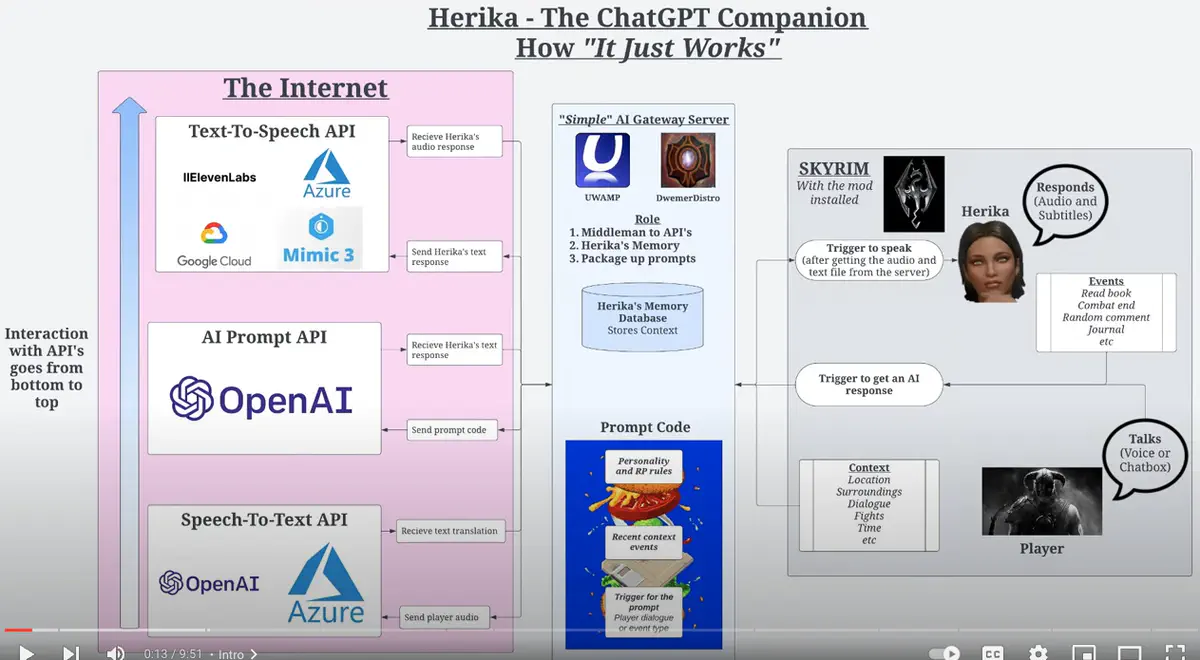 Herika - The ChatGPT Companion
How "It Just Works"
The Internet
Text-To-Speech API
IIElevenLabs
Azure
Google Cloud
Mimic 3
Recieve Herika's
audio response
Send Herika's text
response
Interaction
with API's
goes from
bottom to
top
AI Prompt API
OpenAI
Recieve Herika's text
response
Send prompt code
Speech-To-Text API
OpenAI
Azure
Recieve text translation
Send player audio
"Simple" AI Gateway Server
UWAMP
DwemerDistro
Role
1. Middleman to API's
2. Herika's Memory
3. Package up prompts
Herika's Memory
Database
Stores Context
Prompt Code
Personality
and RP rules
Recent context
events
Trigger for the
prompt
Player dialogue
or event type
SKYRIM
With the mod
installed
Herika
Responds
(Audio and
Subtitles)
Trigger to speak
(after getting the audio and
text file from the server)
Events
Read book
Combat end
Random comment
Journal
etc
Trigger to get an AI
response
Talks
(Voice or
Chatbox)
Context
Location
Surroundings
Dialogue
Fights
Time
etc
Player
0:13 / 9:51 • Intro
CC